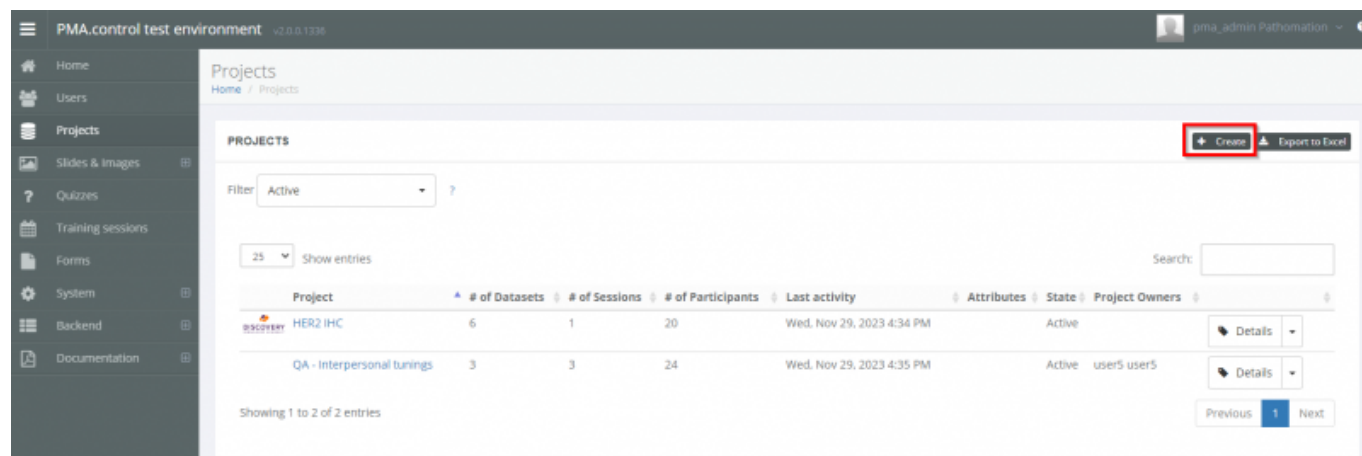 PMA.control test environment v2.0.0.1336
pma_admin Pathomation
Home
Users
Projects
Slides & Images
Quizzes
Training sessions
Forms
System
Backend
Documentation
Projects
Home / Projects
PROJECTS
+ Create
Export to Excel
Filter Active ?
25 Show entries
Search:
Project # of Datasets # of Sessions # of Participants Last activity Attributes State Project Owners
DISCOVERY HER2 IHC 6 1 20 Wed, Nov 29, 2023 4:34 PM Active Details
QA - Interpersonal tunings 3 3 24 Wed, Nov 29, 2023 4:35 PM Active user5 user5 Details
Showing 1 to 2 of 2 entries
Previous 1 Next